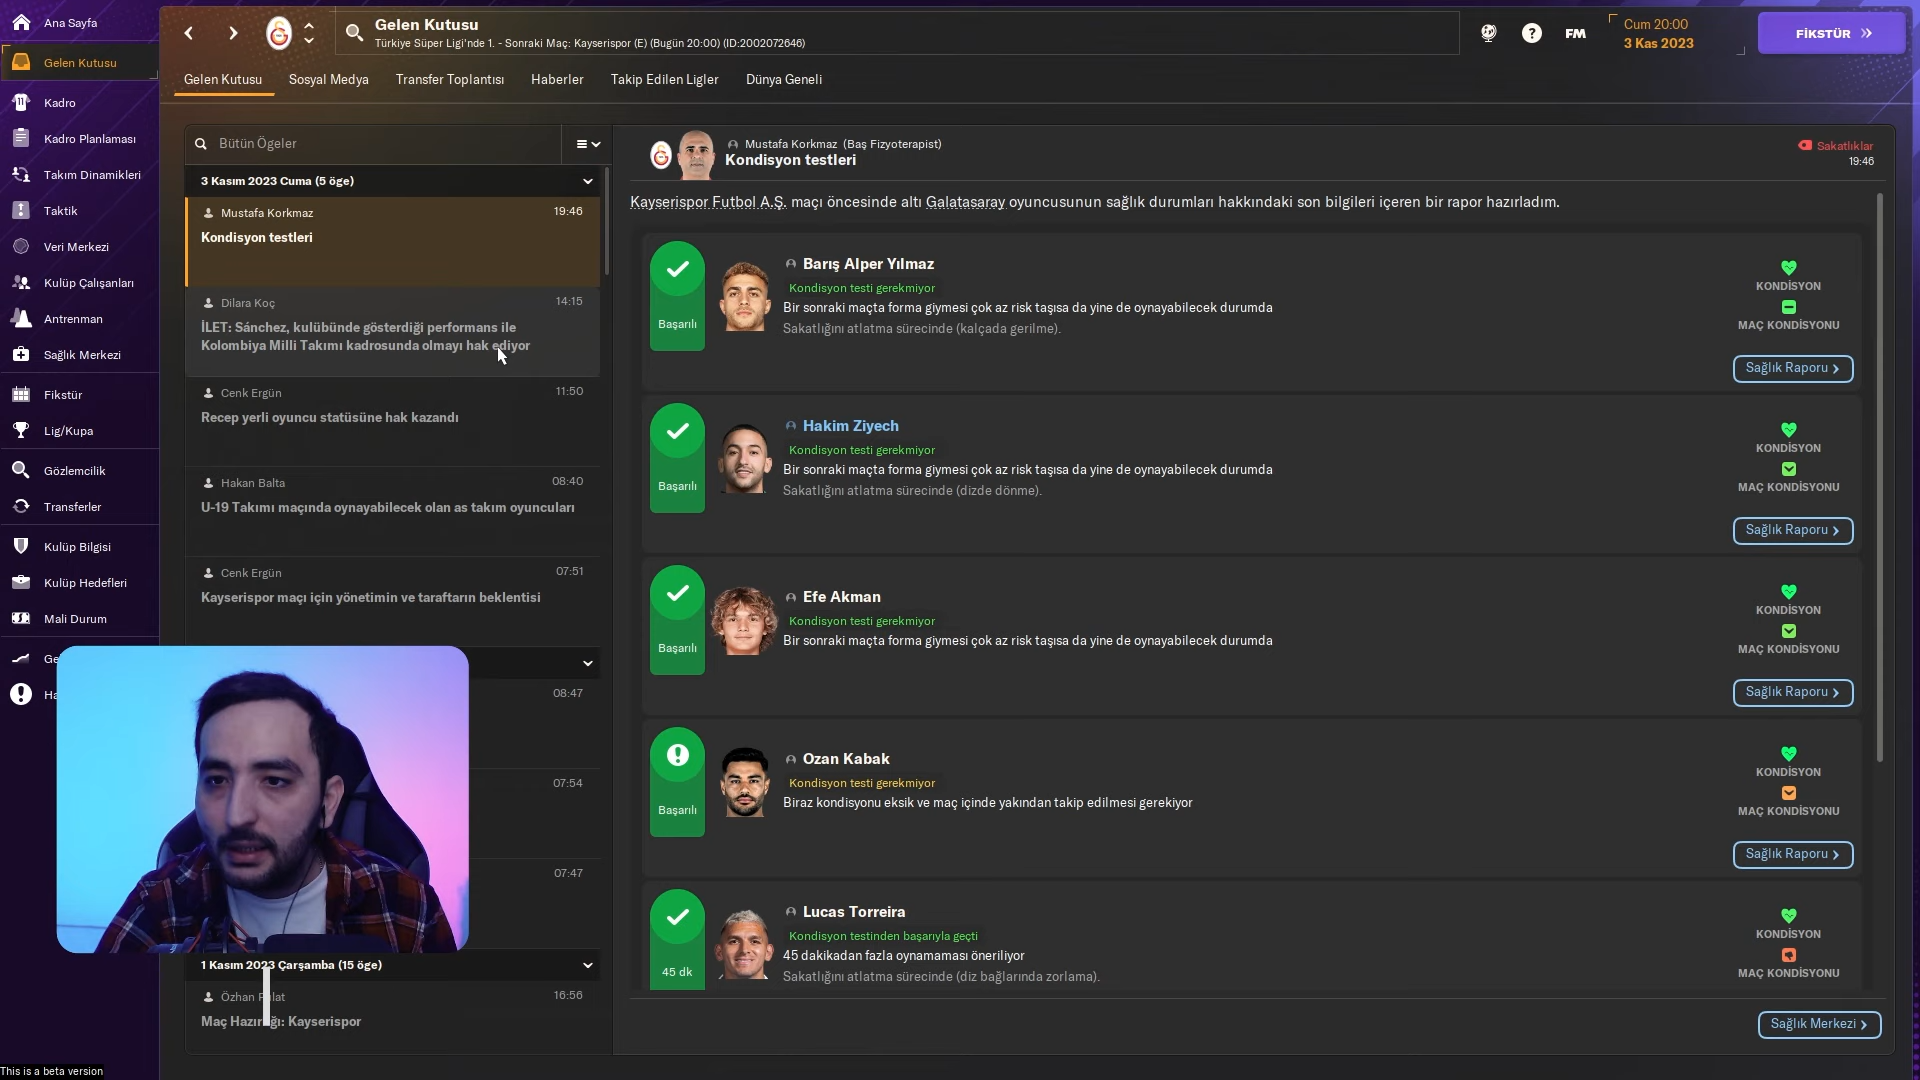 Ana Sayfa
Gelen Kutusu
Kadro
Kadro Planlaması
Takım Dinamikleri
Taktik
Veri Merkezi
Kulüp Çalışanları
Antrenman
Sağlık Merkezi
Fikstür
Lig/Kupa
Gözlemcilik
Transferler
Kulüp Bilgisi
Kulüp Hedefleri
Mali Durum
Gelen Kutusu
Türkiye Süper Ligi'nde 1. - Sonraki Maç: Kayserispor (E) (Bugün 20:00) (ID:2002072646)
FM
Cum 20:00
3 Kas 2023
FİKSTÜR
Gelen Kutusu
Sosyal Medya
Transfer Toplantısı
Haberler
Takip Edilen Ligler
Dünya Geneli
Bütün Ögeler
3 Kasım 2023 Cuma (5 öge)
Mustafa Korkmaz
19:46
Kondisyon testleri
Dilara Koç
14:15
İLET: Sánchez, kulübünde gösterdiği performans ile
Kolombiya Milli Takımı kadrosunda olmayı hak ediyor
Cenk Ergün
11:50
Recep yerli oyuncu statüsüne hak kazandı
Hakan Balta
08:40
U-19 Takımı maçında oynayabilecek olan as takım oyuncuları
Cenk Ergün
07:51
Kayserispor maçı için yönetimin ve taraftarın beklentisi
08:47
07:54
07:47
1 Kasım 2023 Çarşamba (15 öge)
Özhan Pulat
16:56
Maç Hazırlığı: Kayserispor
Mustafa Korkmaz (Baş Fizyoterapist)
Kondisyon testleri
Sakatlıklar
19:46
Kayserispor Futbol A.Ş. maçı öncesinde altı Galatasaray oyuncusunun sağlık durumları hakkındaki son bilgileri içeren bir rapor hazırladım.
Başarılı
Barış Alper Yılmaz
Kondisyon testi gerekmiyor
Bir sonraki maçta forma giymesi çok az risk taşısa da yine de oynayabilecek durumda
Sakatlığını atlatma sürecinde (kalçada gerilme).
KONDİSYON
MAÇ KONDİSYONU
Sağlık Raporu
Başarılı
Hakim Ziyech
Kondisyon testi gerekmiyor
Bir sonraki maçta forma giymesi çok az risk taşısa da yine de oynayabilecek durumda
Sakatlığını atlatma sürecinde (dizde dönme).
KONDİSYON
MAÇ KONDİSYONU
Sağlık Raporu
Başarılı
Efe Akman
Kondisyon testi gerekmiyor
Bir sonraki maçta forma giymesi çok az risk taşısa da yine de oynayabilecek durumda
KONDİSYON
MAÇ KONDİSYONU
Sağlık Raporu
Başarılı
Ozan Kabak
Kondisyon testi gerekmiyor
Biraz kondisyonu eksik ve maç içinde yakından takip edilmesi gerekiyor
KONDİSYON
MAÇ KONDİSYONU
Sağlık Raporu
45 dk
Lucas Torreira
Kondisyon testinden başarıyla geçti
45 dakikadan fazla oynamaması öneriliyor
Sakatlığını atlatma sürecinde (diz bağlarında zorlama).
KONDİSYON
MAÇ KONDİSYONU
Sağlık Merkezi
This is a beta version